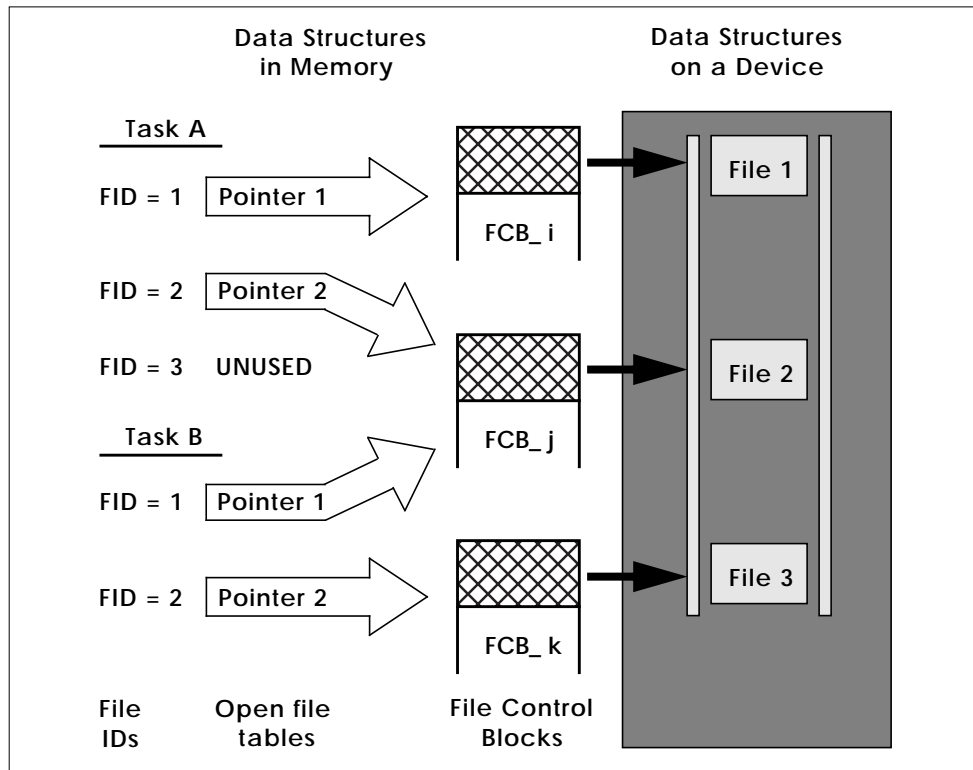 Data Structures
in Memory
Data Structures
on a Device
Task A
FID = 1 Pointer 1
FCB_ i
File 1
FID = 2 Pointer 2
FID = 3 UNUSED
FCB_ j
File 2
Task B
FID = 1 Pointer 1
FID = 2 Pointer 2
FCB_ k
File 3
File
IDs
Open file
tables
File Control
Blocks